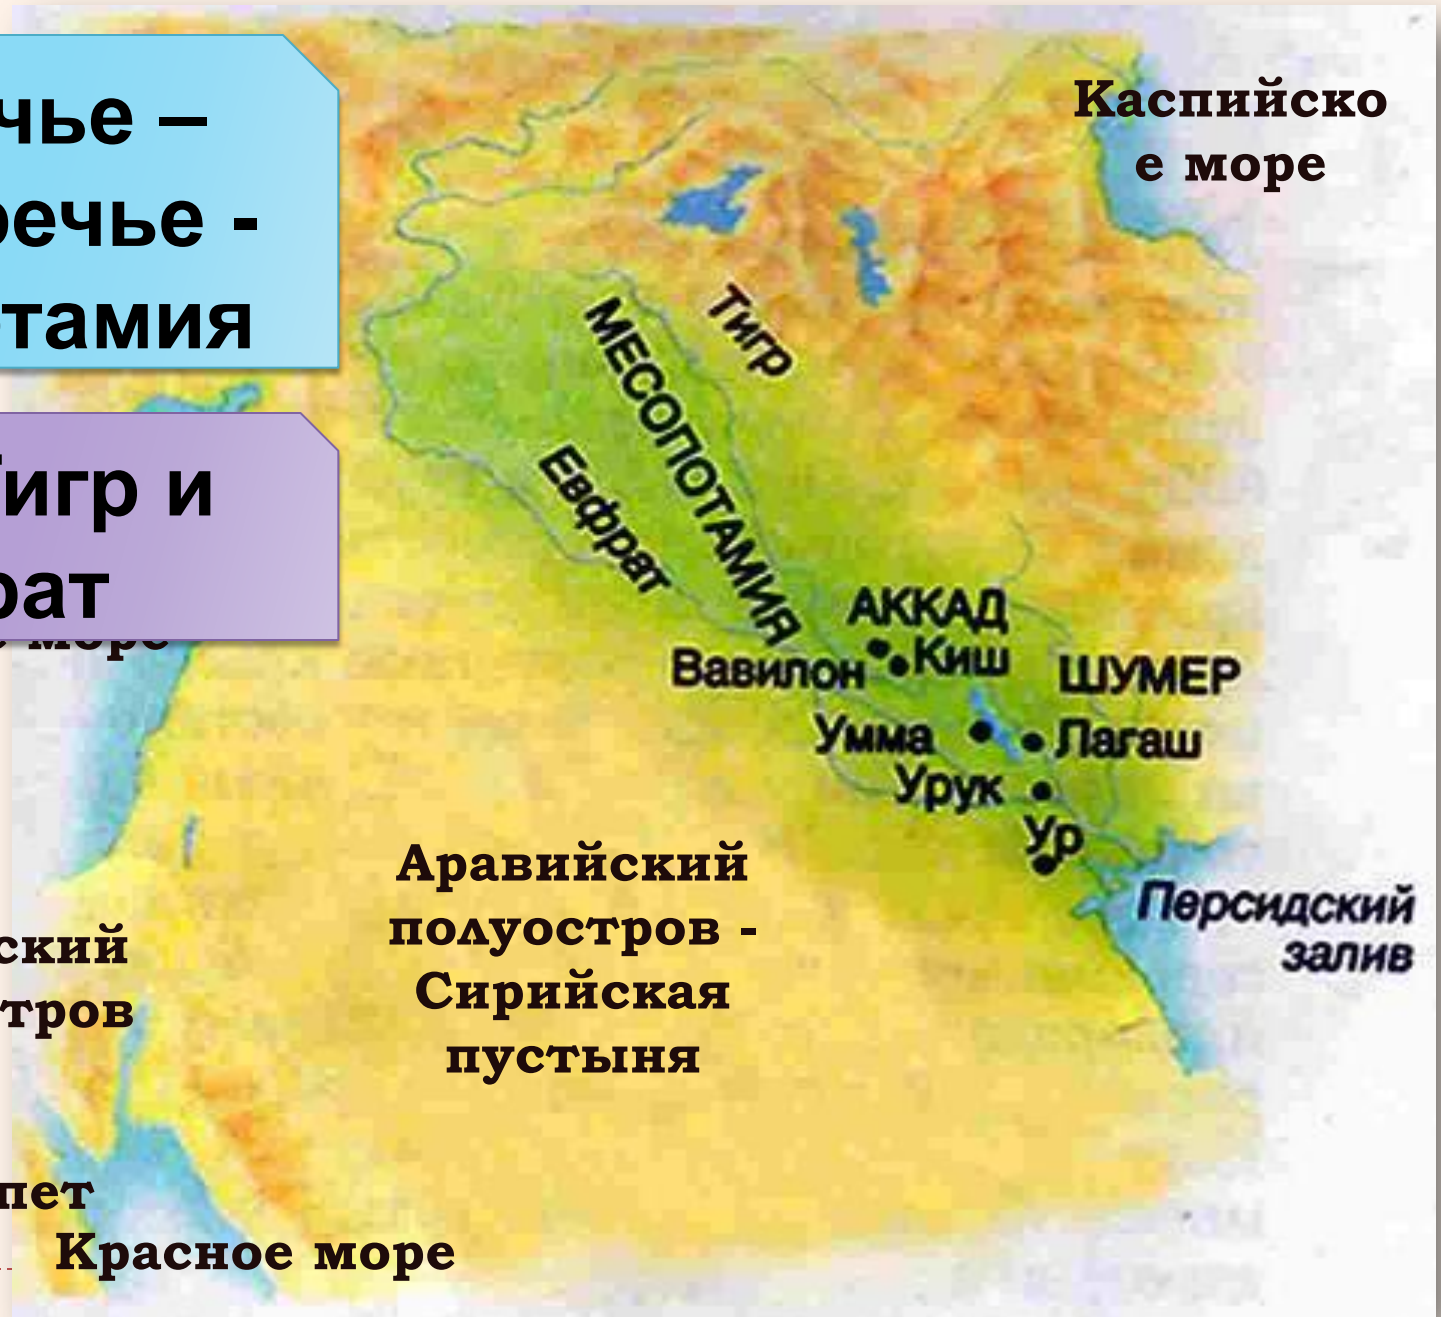 чье –
речье -
тамия
игр и
рат
море
Каспийско
е море
Тигр
МЕСОПОТАМИЯ
Евфрат
АККАД
Киш
Вавилон
ШУМЕР
Умма
Лагаш
Урук
Ур
Аравийский
полуостров -
Сирийская
пустыня
Персидский
залив
ский
тров
пет
Красное море